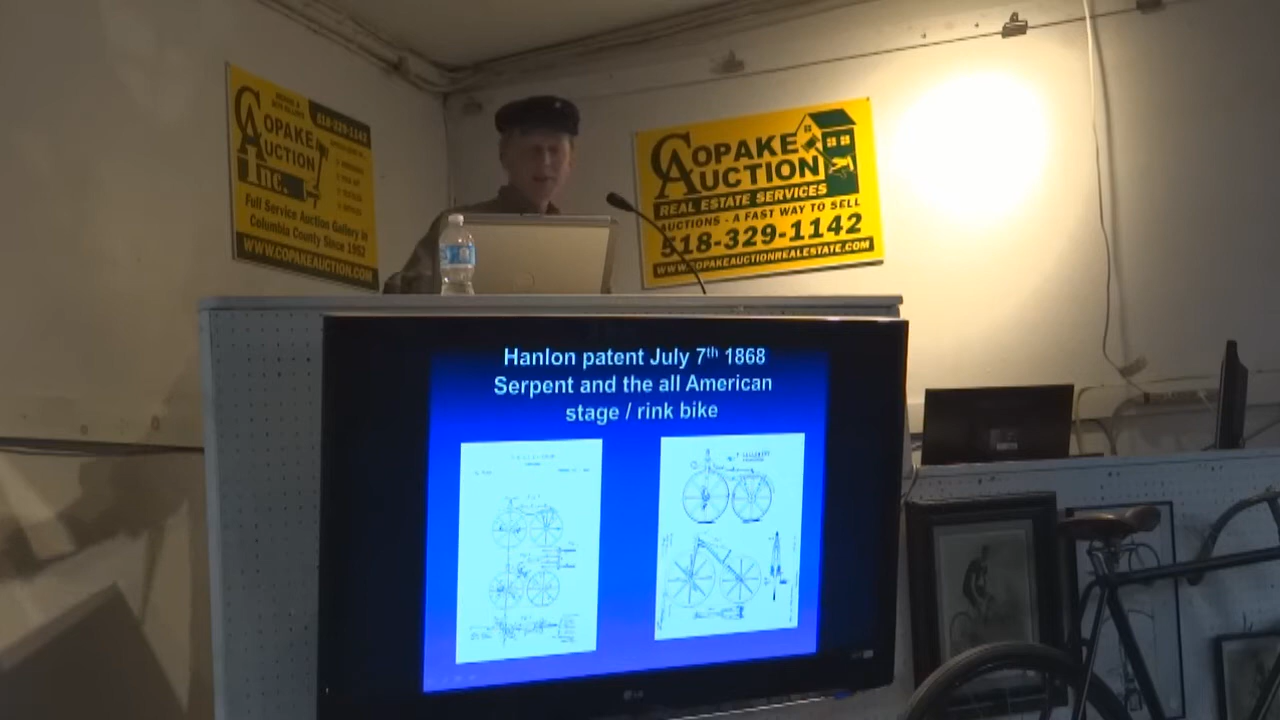 COPAKE
AUCTION
Inc.
518-329-1142
Full Service Auction Gallery in
Columbia County Since 1952
WWW.COPAKEAUCTION.COM
COPAKE
AUCTION
REAL ESTATE SERVICES
AUCTIONS - A FAST WAY TO SELL
518-329-1142
WWW.COPAKEAUCTIONREALESTATE.COM
Hanlon patent July 7th 1868
Serpent and the all American
stage / rink bike
LG